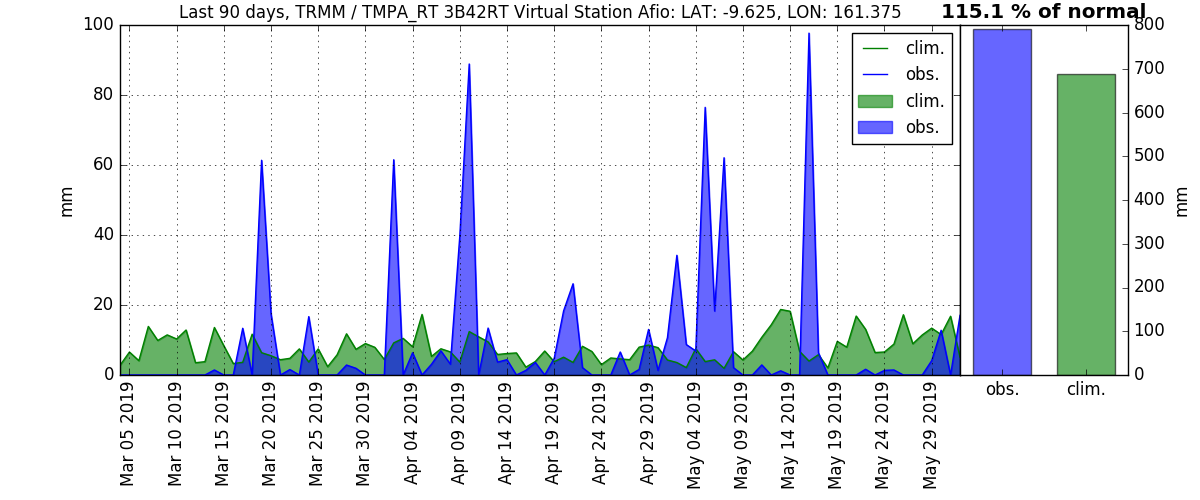 Last 90 days, TRMM / TMPA_RT 3B42RT Virtual Station Afio: LAT: -9.625, LON: 161.375
115.1 % of normal
100
80
60
40
20
0
mm
clim.
obs.
clim.
obs.
800
700
600
500
400
300
200
100
0
mm
obs.
clim.
Mar 05 2019
Mar 10 2019
Mar 15 2019
Mar 20 2019
Mar 25 2019
Mar 30 2019
Apr 04 2019
Apr 09 2019
Apr 14 2019
Apr 19 2019
Apr 24 2019
Apr 29 2019
May 04 2019
May 09 2019
May 14 2019
May 19 2019
May 24 2019
May 29 2019